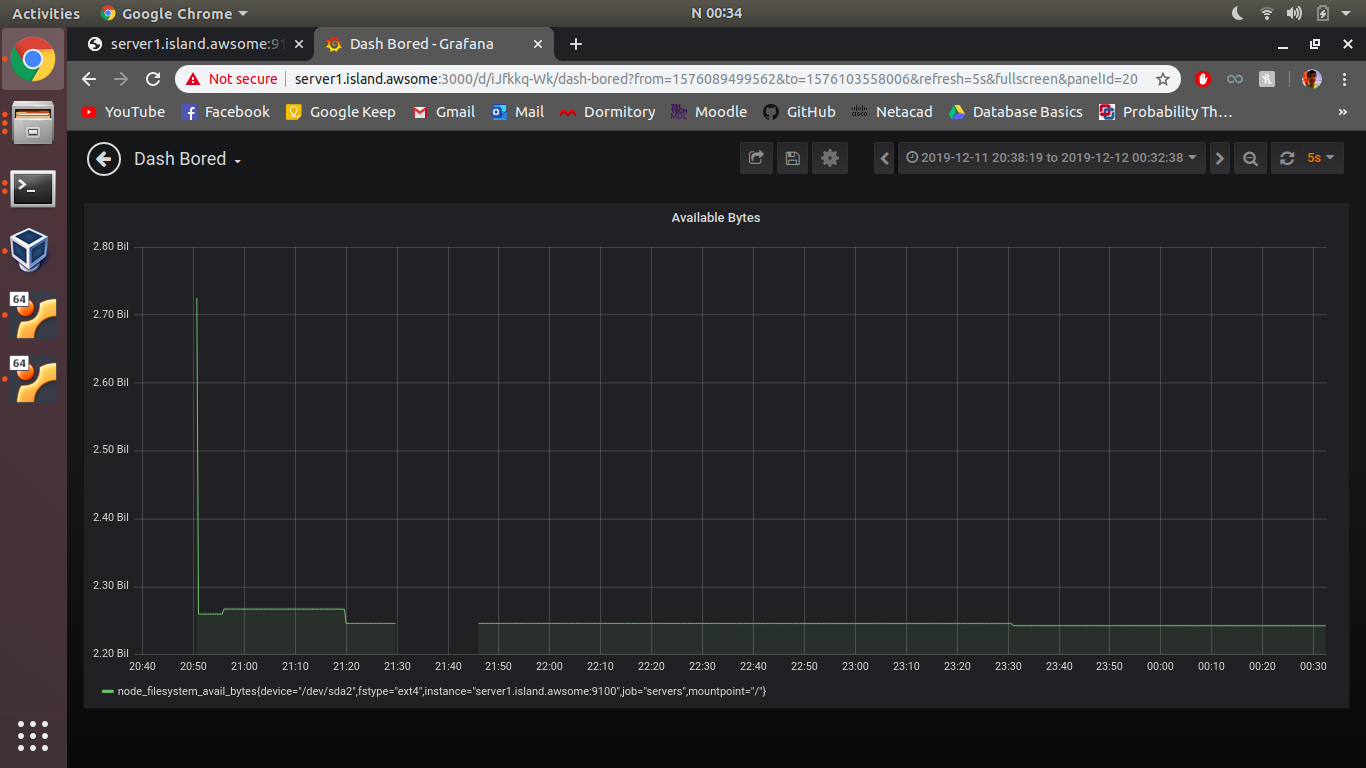 Activities Google Chrome N 00:34
server1.island.awsome:91 Dash Bored - Grafana
Not secure server1.island.awsome:3000/d/iJfkkq-Wk/dash-bored?from=1576089499562&to=1576103558006&refresh=5s&fullscreen&panelId=20
YouTube Facebook Google Keep Gmail Mail Dormitory Moodle GitHub Netacad Database Basics Probability Th…
Dash Bored 2019-12-11 20:38:19 to 2019-12-12 00:32:38 5s
Available Bytes
2.80 Bil
2.70 Bil
2.60 Bil
2.50 Bil
2.40 Bil
2.30 Bil
2.20 Bil
20:40 20:50 21:00 21:10 21:20 21:30 21:40 21:50 22:00 22:10 22:20 22:30 22:40 22:50 23:00 23:10 23:20 23:30 23:40 23:50 00:00 00:10 00:20 00:30
node_filesystem_avail_bytes{device="/dev/sda2",fstype="ext4",instance="server1.island.awsome:9100",job="servers",mountpoint="/"}
64
64